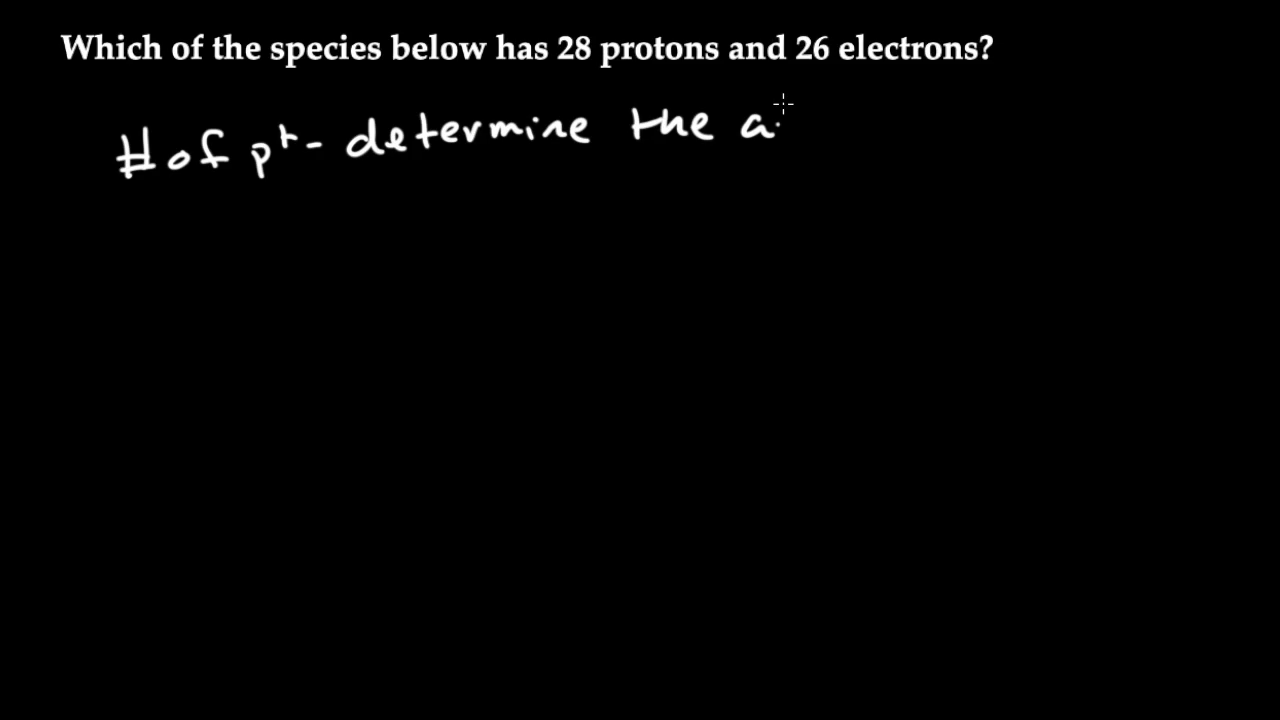 Which of the species below has 28 protons and 26 electrons?
# of p⁺ - determine the a